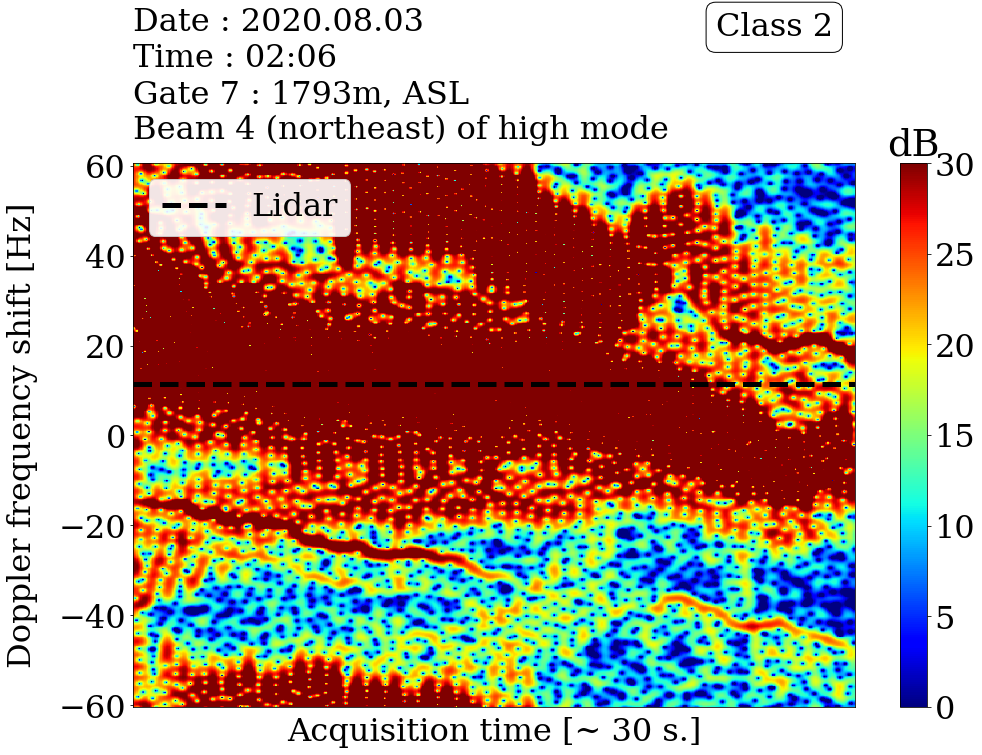 Date : 2020.08.03
Time : 02:06
Gate 7 : 1793m, ASL
Beam 4 (northeast) of high mode
Class 2
dB
Lidar
Doppler frequency shift [Hz]
60
40
20
0
−20
−40
−60
30
25
20
15
10
5
0
Acquisition time [~ 30 s.]